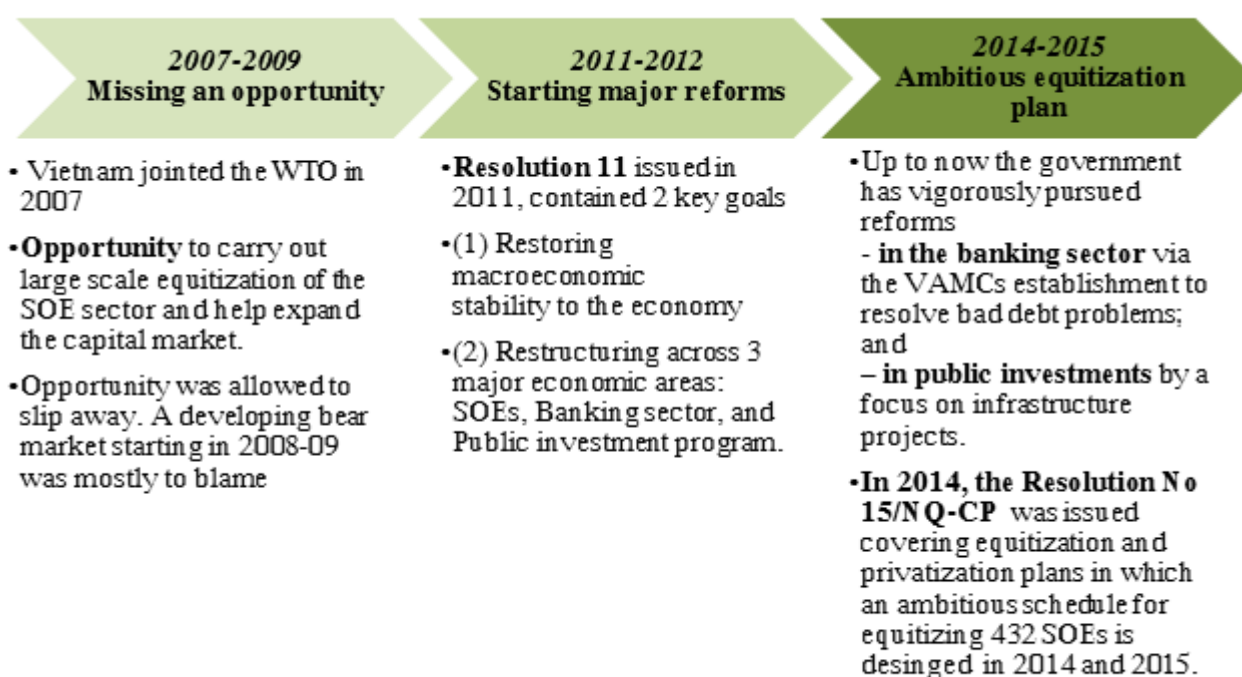 2007-2009
Missing an opportunity
• Vietnam jointed the WTO in
2007
•Opportunity to carry out
large scale equitization of the
SOE sector and help expand
the capital market.
•Opportunity was allowed to
slip away. A developing bear
market starting in 2008-09
was mostly to blame
2011-2012
Starting major reforms
•Resolution 11 issued in
2011, contained 2 key goals
•(1) Restoring
macroeconomic
stability to the economy
•(2) Restructuring across 3
major economic areas:
SOEs, Banking sector, and
Public investment program.
2014-2015
Ambitious equitization
plan
•Up to now the government
has vigorously pursued
reforms
- in the banking sector via
the VAMCs establishment to
resolve bad debt problems;
and
– in public investments by a
focus on infrastructure
projects.
•In 2014, the Resolution No
15/NQ-CP was issued
covering equitization and
privatization plans in which
an ambitious schedule for
equitizing 432 SOEs is
desinged in 2014 and 2015.